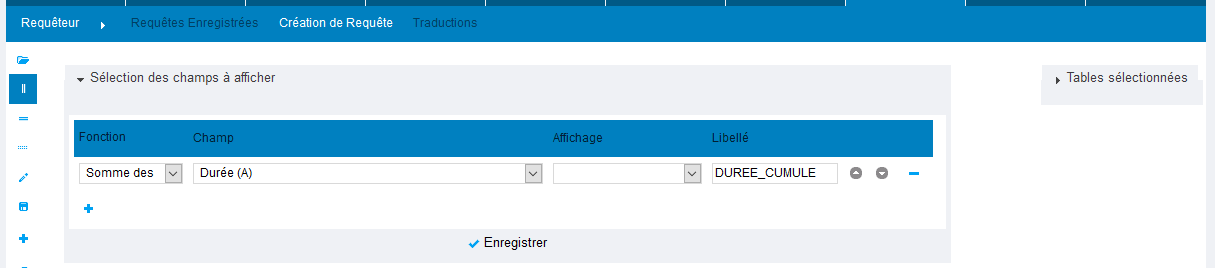 Requêteur Requêtes Enregistrées Création de Requête Traductions
Sélection des champs à afficher
Tables sélectionnées
Fonction Champ Affichage Libellé
Somme des Durée (A) DUREE_CUMULE
Enregistrer